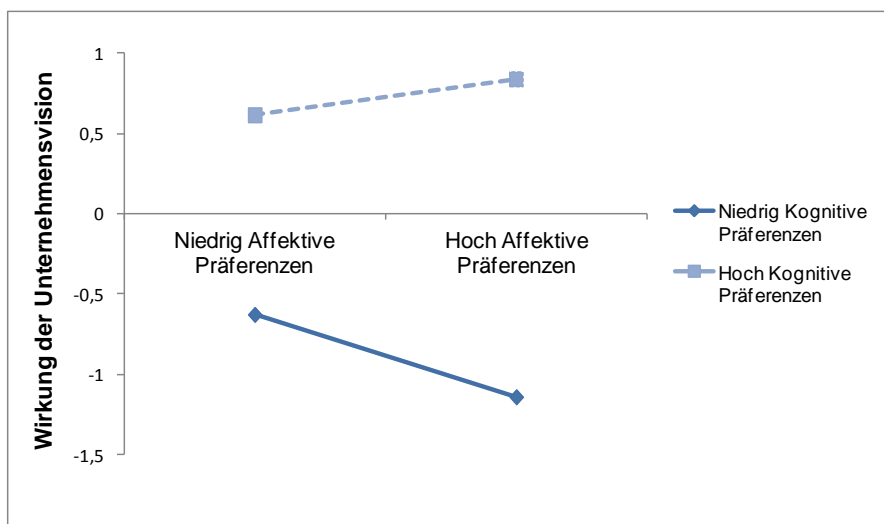 Wirkung der Unternehmensvision
1
0,5
0
-0,5
-1
-1,5
Niedrig Affektive
Präferenzen
Hoch Affektive
Präferenzen
Niedrig Kognitive
Präferenzen
Hoch Kognitive
Präferenzen